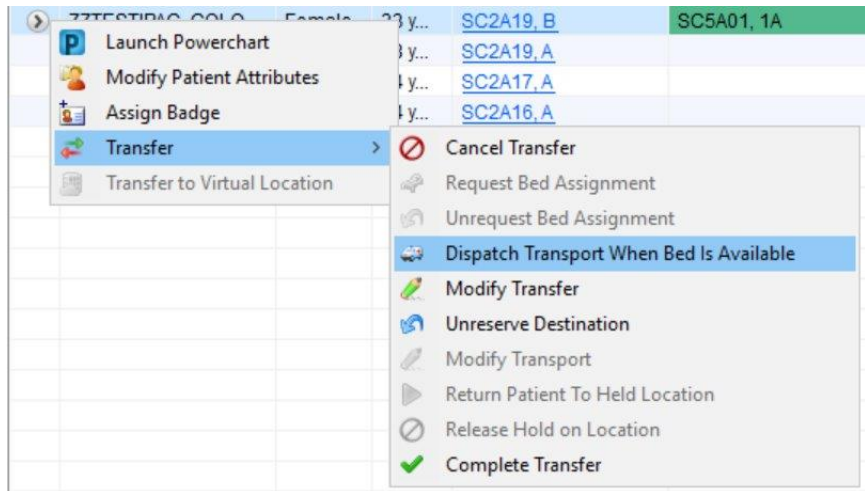 SC2A19, B SC5A01, 1A
Launch Powerchart
y... SC2A19, A
Modify Patient Attributes
y... SC2A17, A
Assign Badge
y... SC2A16, A
Transfer
Cancel Transfer
Transfer to Virtual Location
Request Bed Assignment
Unrequest Bed Assignment
Dispatch Transport When Bed Is Available
Modify Transfer
Unreserve Destination
Modify Transport
Return Patient To Held Location
Release Hold on Location
Complete Transfer